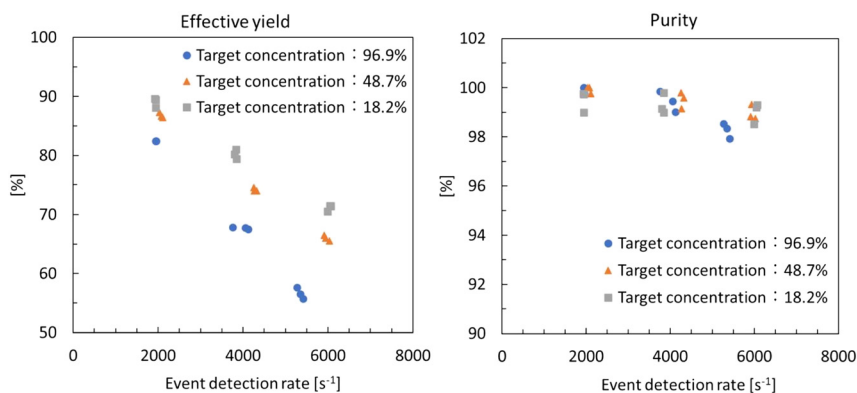 Effective yield
100
90
80
70
60
50
[%]
Target concentration：96.9%
Target concentration：48.7%
Target concentration：18.2%
0 2000 4000 6000 8000
Event detection rate [s⁻¹]
Purity
102
100
98
96
94
92
90
[%]
Target concentration：96.9%
Target concentration：48.7%
Target concentration：18.2%
0 2000 4000 6000 8000
Event detection rate [s⁻¹]